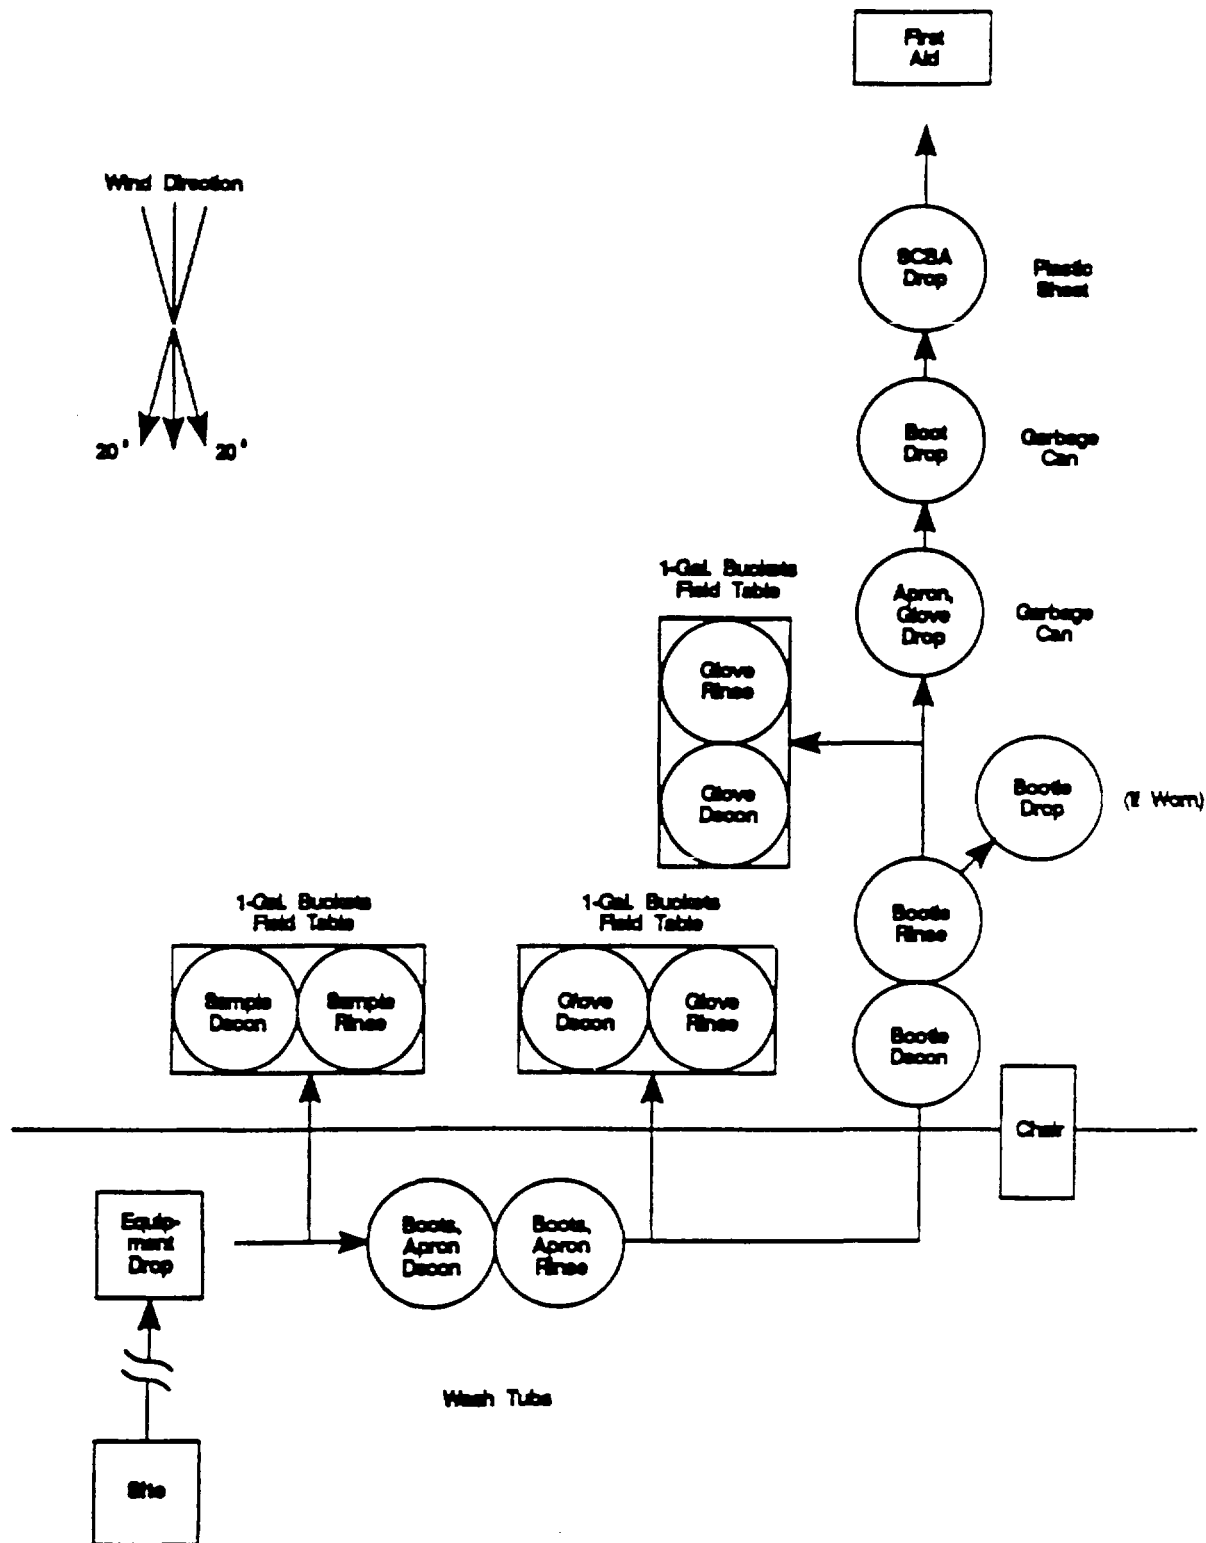 First
Aid
Wind Direction
20°
20°
SCBA
Drop
Plastic
Sheet
Boot
Drop
Garbage
Can
1-Gal. Buckets
Field Table
Apron,
Glove
Drop
Garbage
Can
Glove
Rinse
Glove
Decon
Bootie
Drop
(If Worn)
1-Gal. Buckets
Field Table
1-Gal. Buckets
Field Table
Bootie
Rinse
Sample
Decon
Sample
Rinse
Glove
Decon
Glove
Rinse
Bootie
Decon
Chair
Equip-
ment
Drop
Boots,
Apron
Decon
Boots,
Apron
Rinse
Wash Tubs
Site